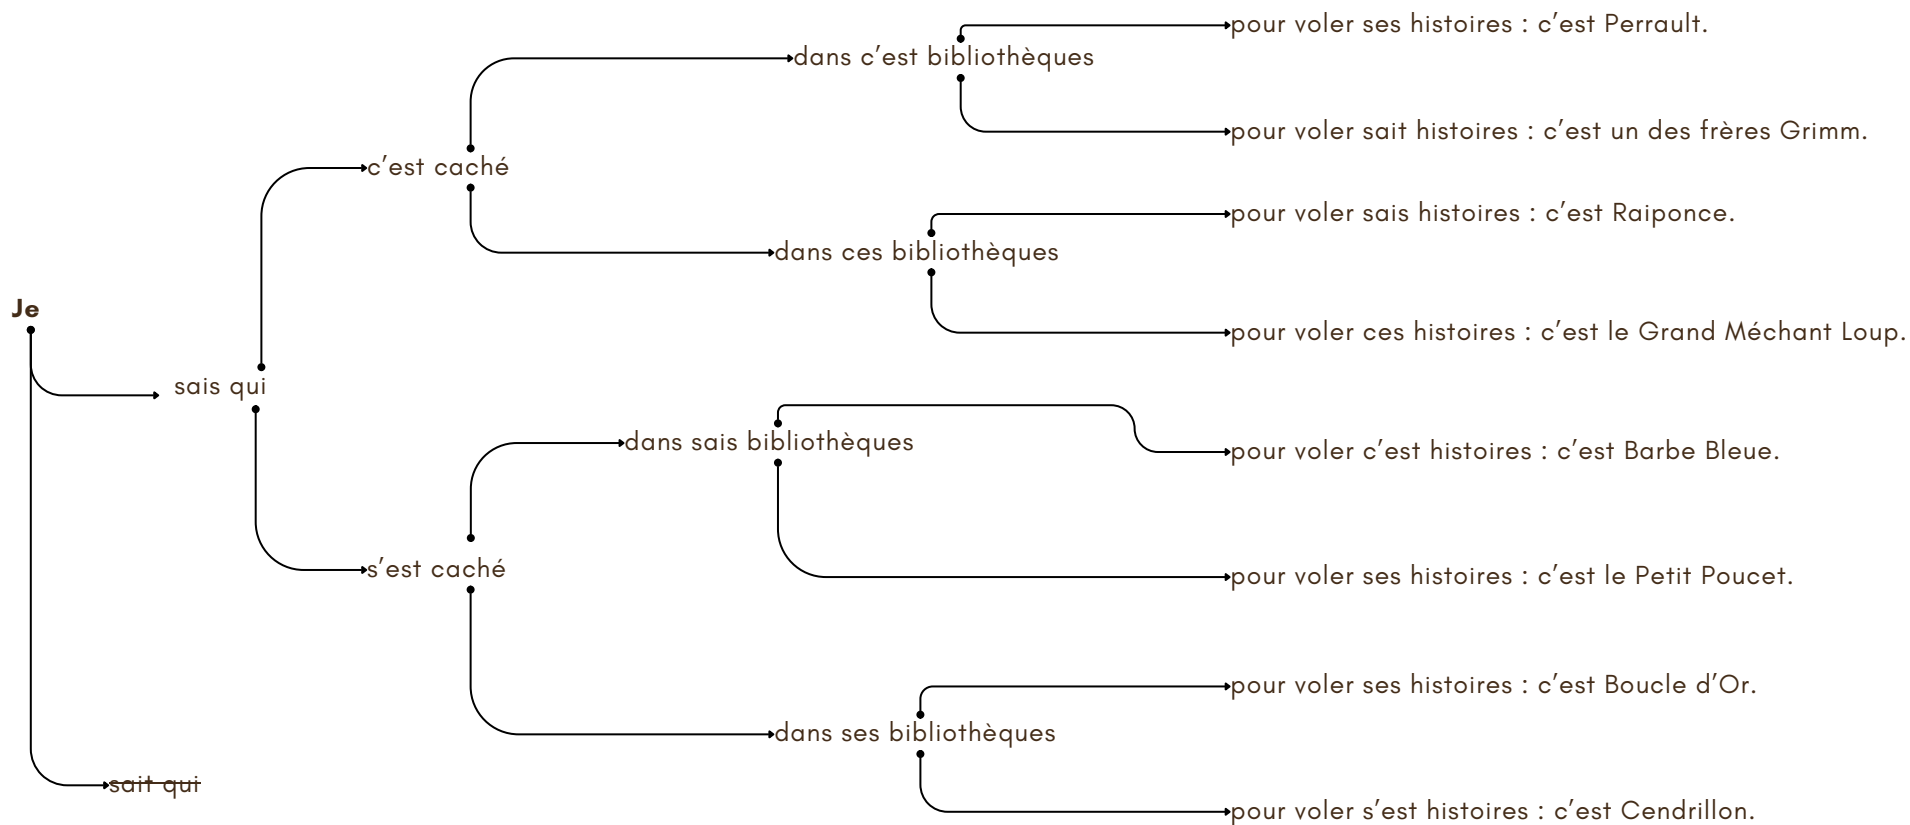 pour voler ses histoires : c’est Perrault.
dans c’est bibliothèques
pour voler sait histoires : c’est un des frères Grimm.
c’est caché
pour voler sais histoires : c’est Raiponce.
dans ces bibliothèques
Je
pour voler ces histoires : c’est le Grand Méchant Loup.
sais qui
dans sais bibliothèques
pour voler c’est histoires : c’est Barbe Bleue.
s’est caché
pour voler ses histoires : c’est le Petit Poucet.
pour voler ses histoires : c’est Boucle d’Or.
dans ses bibliothèques
sait qui
pour voler s’est histoires : c’est Cendrillon.